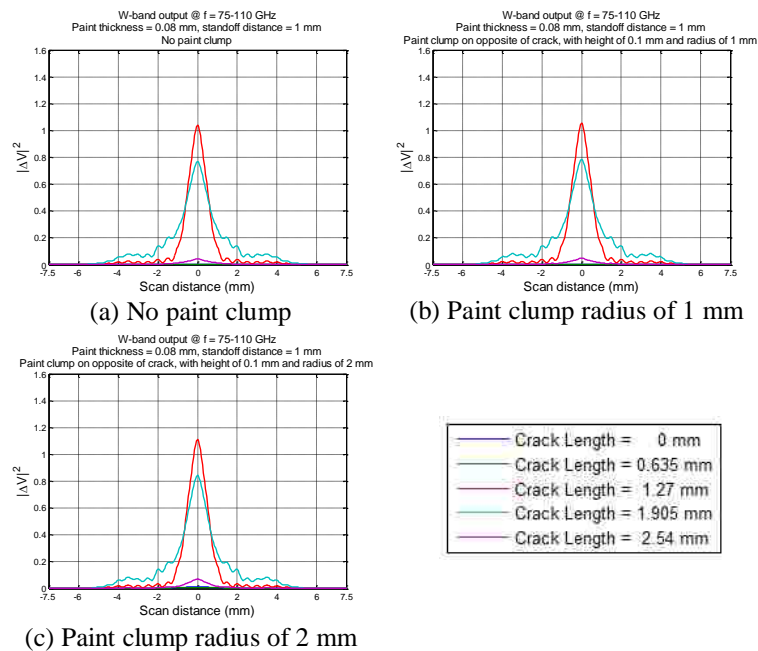 W-band output @ f = 75-110 GHz
Paint thickness = 0.08 mm, standoff distance = 1 mm
No paint clump
1.6
1.4
1.2
1
0.8
0.6
0.4
0.2
0
|ΔV|²
-7.5 -4 -2 0 2 4 7.5
Scan distance (mm)
(a) No paint clump
W-band output @ f = 75-110 GHz
Paint thickness = 0.08 mm, standoff distance = 1 mm
Paint clump on opposite of crack, with height of 0.1 mm and radius of 1 mm
1.6
1.4
1.2
1
0.8
0.6
0.4
0.2
0
|ΔV|²
-7.5 -4 -2 0 2 4 7.5
Scan distance (mm)
(b) Paint clump radius of 1 mm
W-band output @ f = 75-110 GHz
Paint thickness = 0.08 mm, standoff distance = 1 mm
Paint clump on opposite of crack, with height of 0.1 mm and radius of 2 mm
1.6
1.4
1.2
1
0.8
0.6
0.4
0.2
0
|ΔV|²
-7.5 -4 -2 0 2 4 7.5
Scan distance (mm)
(c) Paint clump radius of 2 mm
Crack Length = 0 mm
Crack Length = 0.635 mm
Crack Length = 1.27 mm
Crack Length = 1.905 mm
Crack Length = 2.54 mm